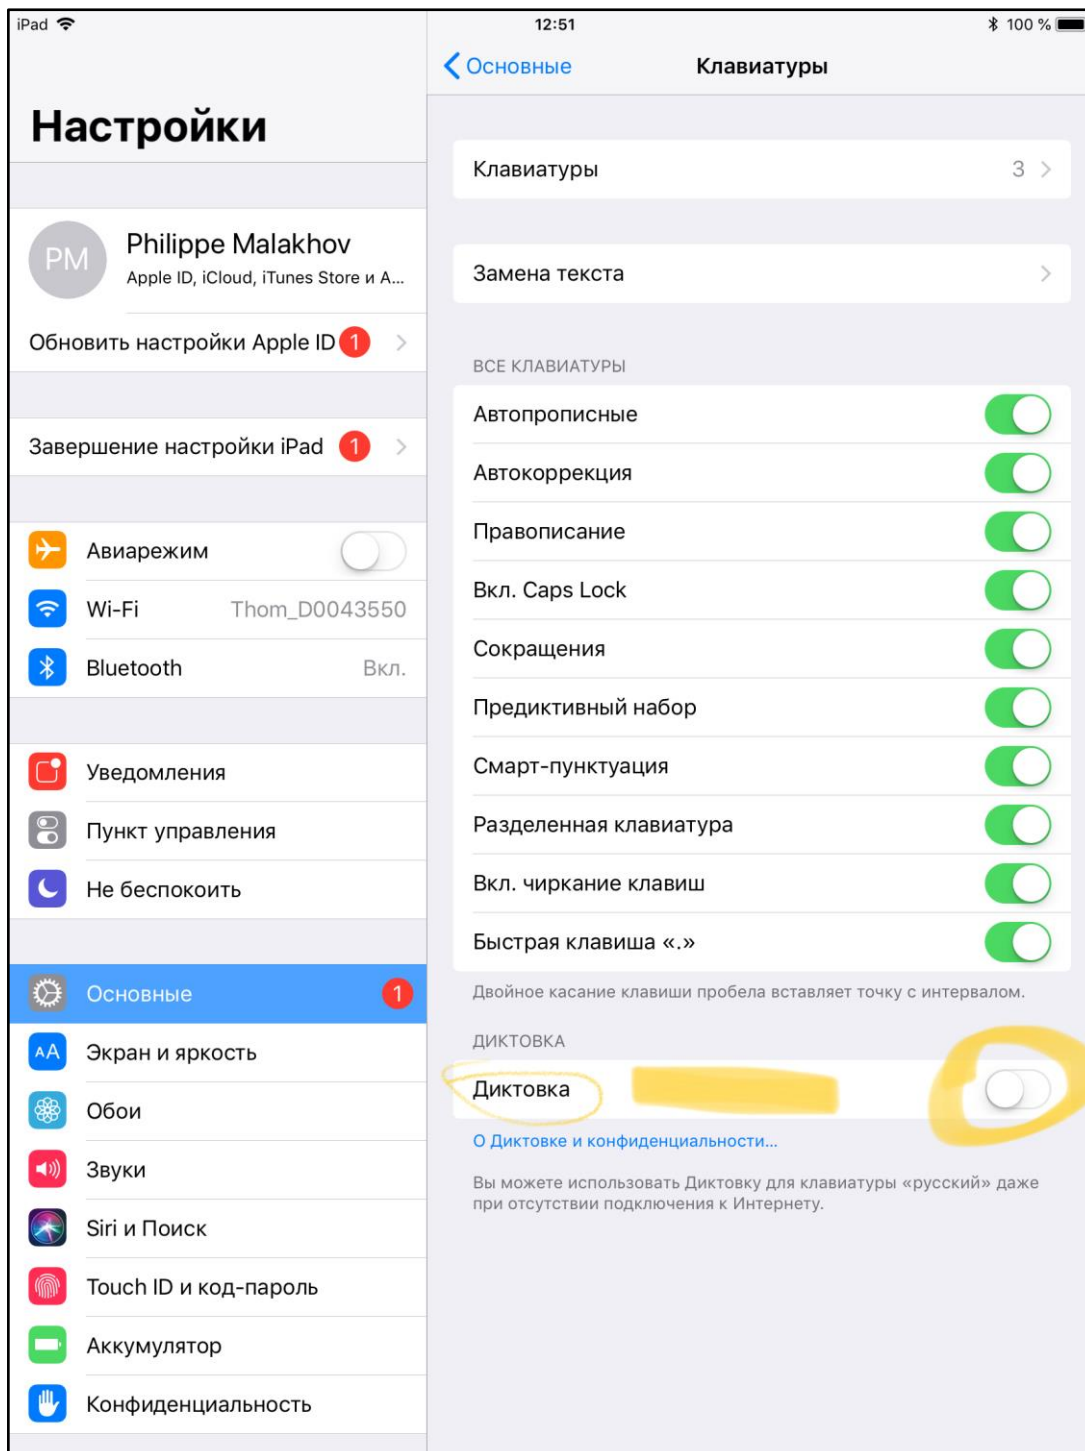 iPad
12:51
100 %
Настройки
Philippe Malakhov
PM
Apple ID, iCloud, iTunes Store и A...
Обновить настройки Apple ID 1
Завершение настройки iPad 1
Авиарежим
Wi-Fi Thom_D0043550
Bluetooth Вкл.
Уведомления
Пункт управления
Не беспокоить
Основные 1
AA Экран и яркость
Обои
Звуки
Siri и Поиск
Touch ID и код-пароль
Аккумулятор
Конфиденциальность
Основные
Клавиатуры
Клавиатуры 3
Замена текста
ВСЕ КЛАВИАТУРЫ
Автопрописные
Автокоррекция
Правописание
Вкл. Caps Lock
Сокращения
Предиктивный набор
Смарт-пунктуация
Разделенная клавиатура
Вкл. чиркание клавиш
Быстрая клавиша «.»
Двойное касание клавиши пробела вставляет точку с интервалом.
ДИКТОВКА
Диктовка
О Диктовке и конфиденциальности...
Вы можете использовать Диктовку для клавиатуры «русский» даже
при отсутствии подключения к Интернету.